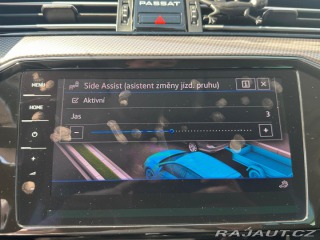 PASSAT
MENU
Side Assist (asistent změny jízd. pruhu)
Aktivní
HOME
Jas
3
RAJAUT.CZ